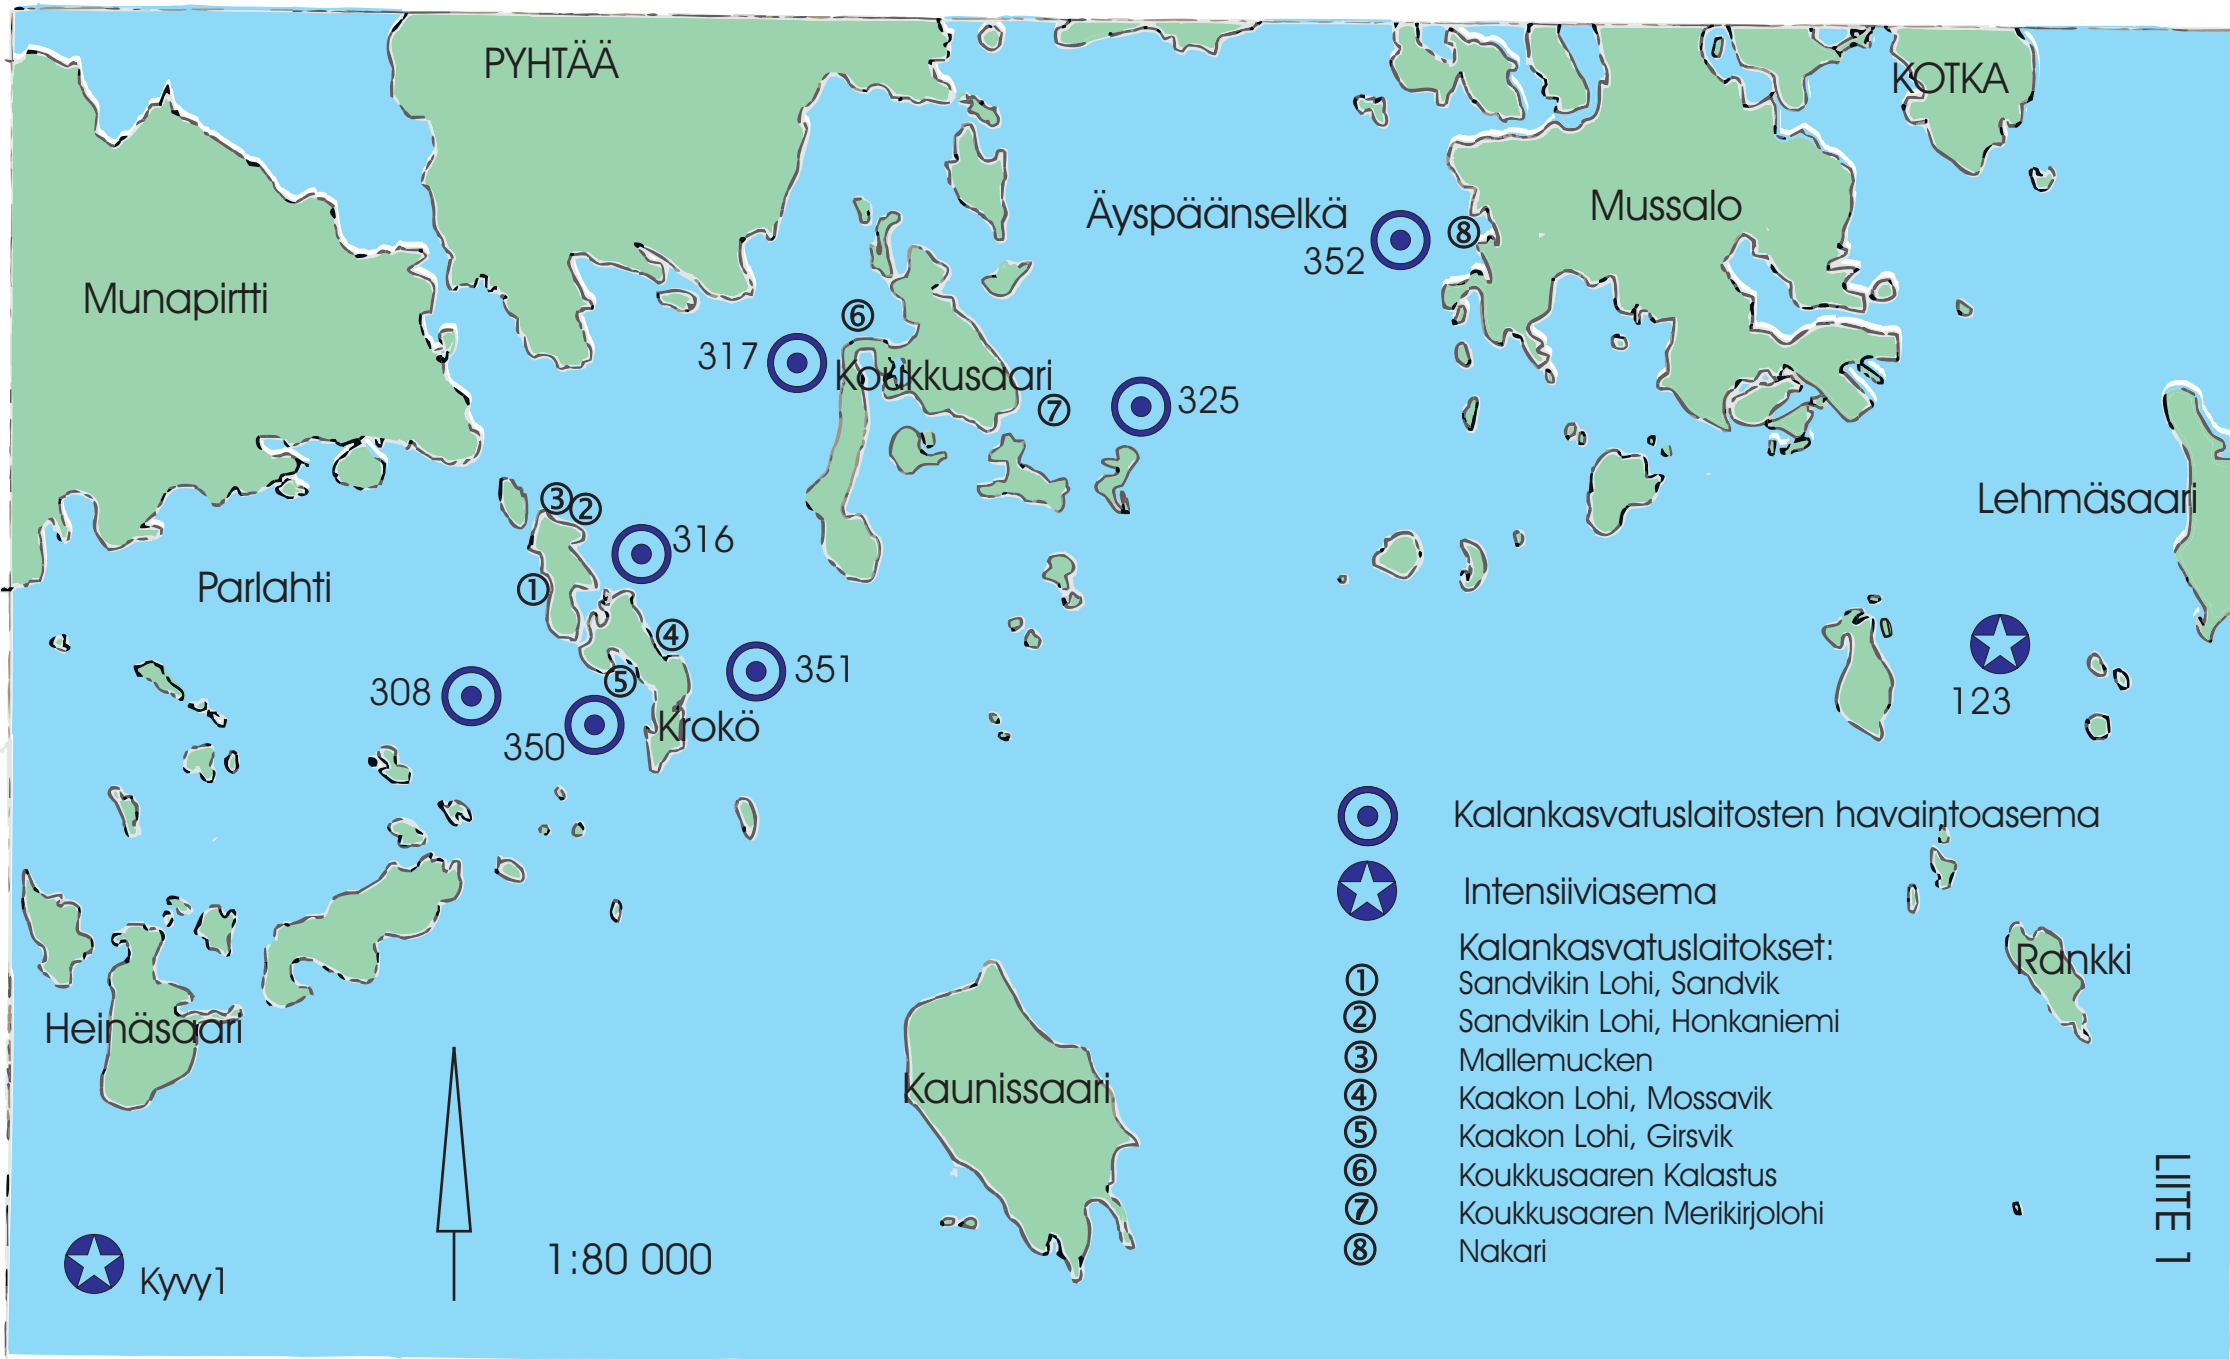 PYHTÄÄ
KOTKA
Mussalo
Äyspäänselkä
352
⑧
Munapirtti
⑥
317
Koukkusaari
⑦
325
③
②
316
Lehmäsaari
Parlahti
①
④
⑤
351
308
350
Krokö
123
Kalankasvatuslaitosten havaintoasema
Intensiiviasema
Kalankasvatuslaitokset:
① Sandvikin Lohi, Sandvik
② Sandvikin Lohi, Honkaniemi
③ Mallemucken
④ Kaakon Lohi, Mossavik
⑤ Kaakon Lohi, Girsvik
⑥ Koukkusaaren Kalastus
⑦ Koukkusaaren Merikirjolohi
⑧ Nakari
Rankki
Heinäsaari
Kaunissaari
Kyvy1
1:80 000
LIITE 1